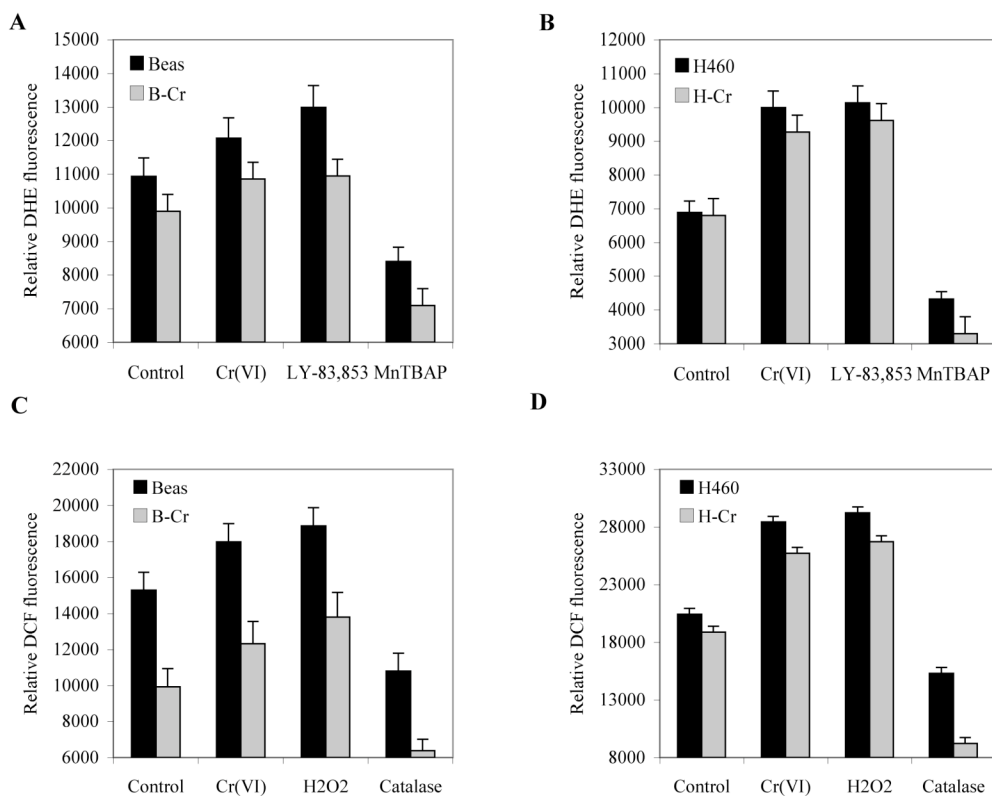 A
Relative DHE fluorescence
15000
14000
13000
12000
11000
10000
9000
8000
7000
6000
Beas
B-Cr
Control Cr(VI) LY-83,853 MnTBAP
B
Relative DHE fluorescence
12000
11000
10000
9000
8000
7000
6000
5000
4000
3000
H460
H-Cr
Control Cr(VI) LY-83,853 MnTBAP
C
Relative DCF fluorescence
22000
20000
18000
16000
14000
12000
10000
8000
6000
Beas
B-Cr
Control Cr(VI) H2O2 Catalase
D
Relative DCF fluorescence
33000
28000
23000
18000
13000
8000
H460
H-Cr
Control Cr(VI) H2O2 Catalase